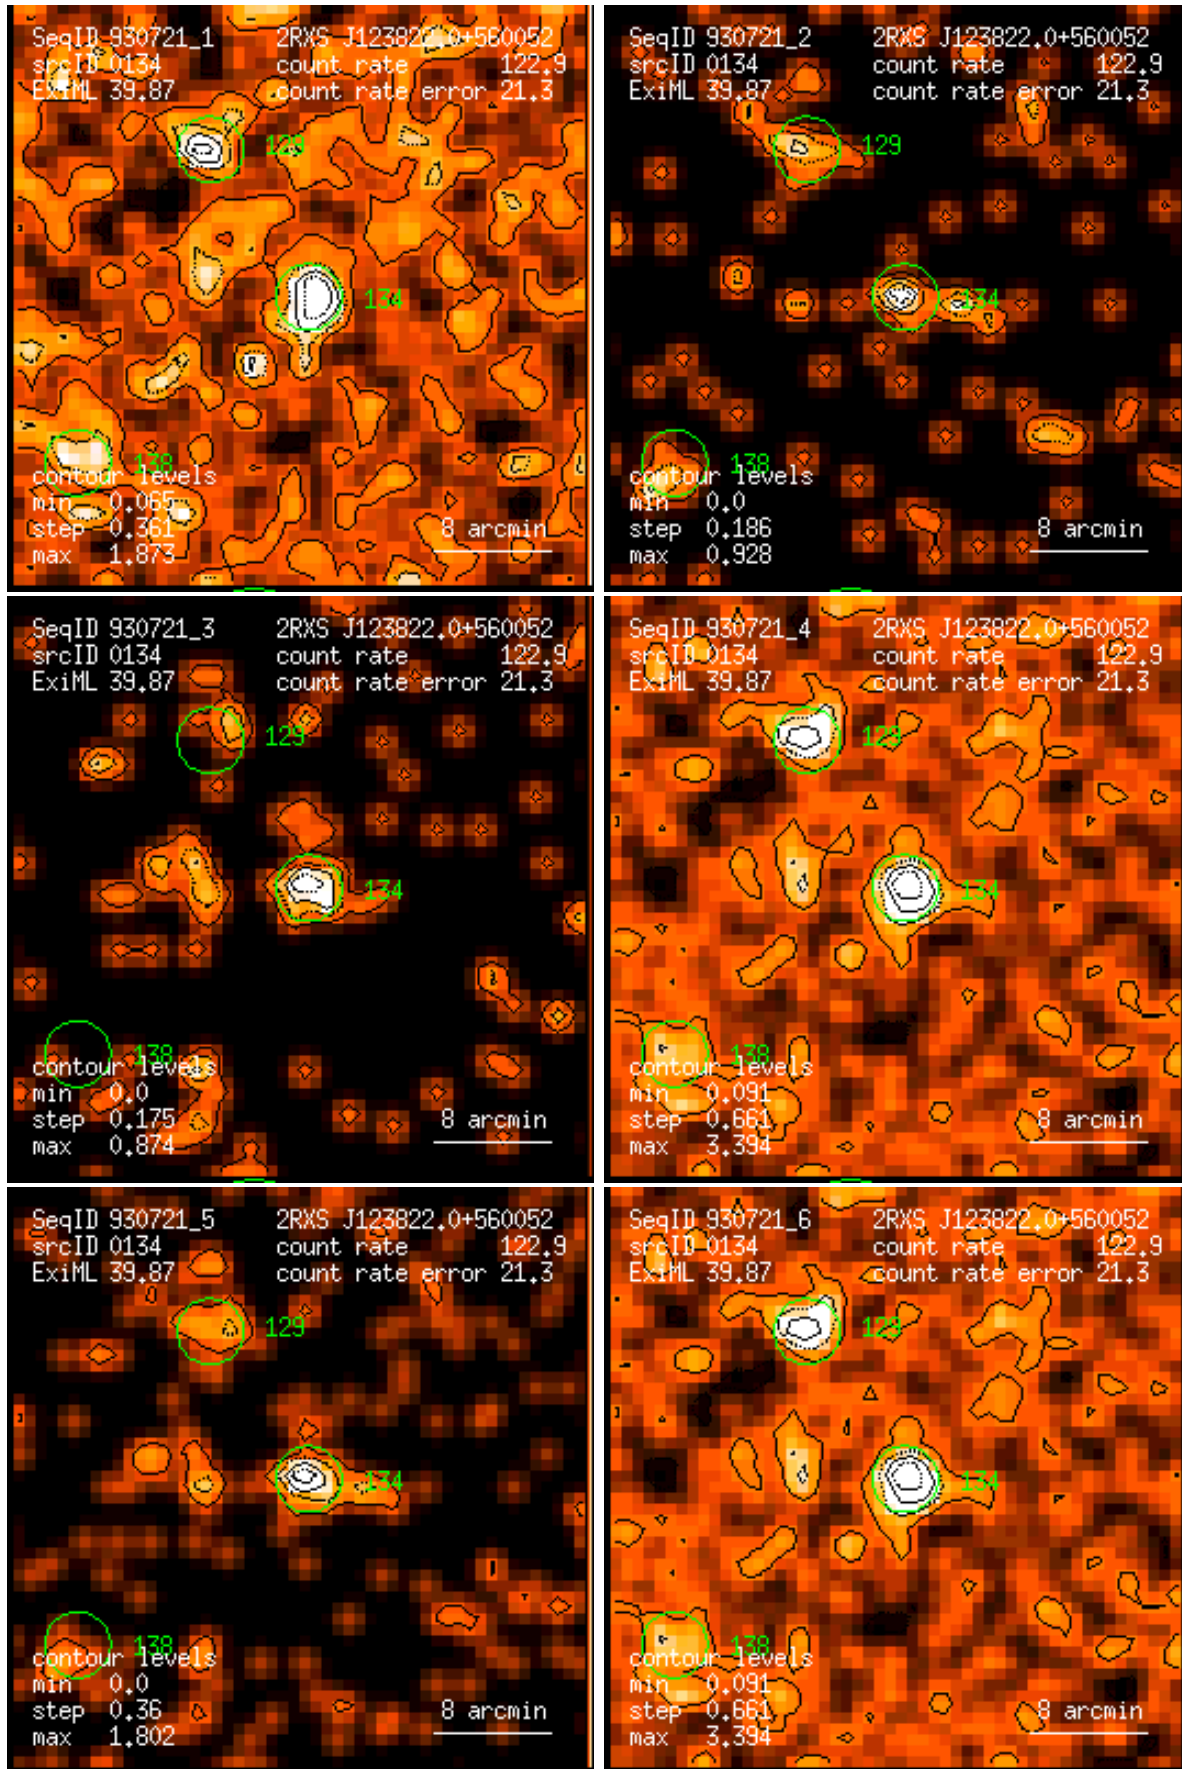 SeqID 930721_1 2RXS J123822.0+560052
srcID 0134 count rate 122.9
ExiML 39.87 count rate error 21.3
129
134
138
contour levels
min 0.065
step 0.361
max 1.873
8 arcmin
SeqID 930721_2 2RXS J123822.0+560052
srcID 0134 count rate 122.9
ExiML 39.87 count rate error 21.3
129
134
138
contour levels
min 0.0
step 0.186
max 0.928
8 arcmin
SeqID 930721_3 2RXS J123822.0+560052
srcID 0134 count rate 122.9
ExiML 39.87 count rate error 21.3
129
134
138
contour levels
min 0.0
step 0.175
max 0.874
8 arcmin
SeqID 930721_4 2RXS J123822.0+560052
srcID 0134 count rate 122.9
ExiML 39.87 count rate error 21.3
129
134
138
contour levels
min 0.091
step 0.661
max 3.394
8 arcmin
SeqID 930721_5 2RXS J123822.0+560052
srcID 0134 count rate 122.9
ExiML 39.87 count rate error 21.3
129
134
138
contour levels
min 0.0
step 0.36
max 1.802
8 arcmin
SeqID 930721_6 2RXS J123822.0+560052
srcID 0134 count rate 122.9
ExiML 39.87 count rate error 21.3
129
134
138
contour levels
min 0.091
step 0.661
max 3.394
8 arcmin